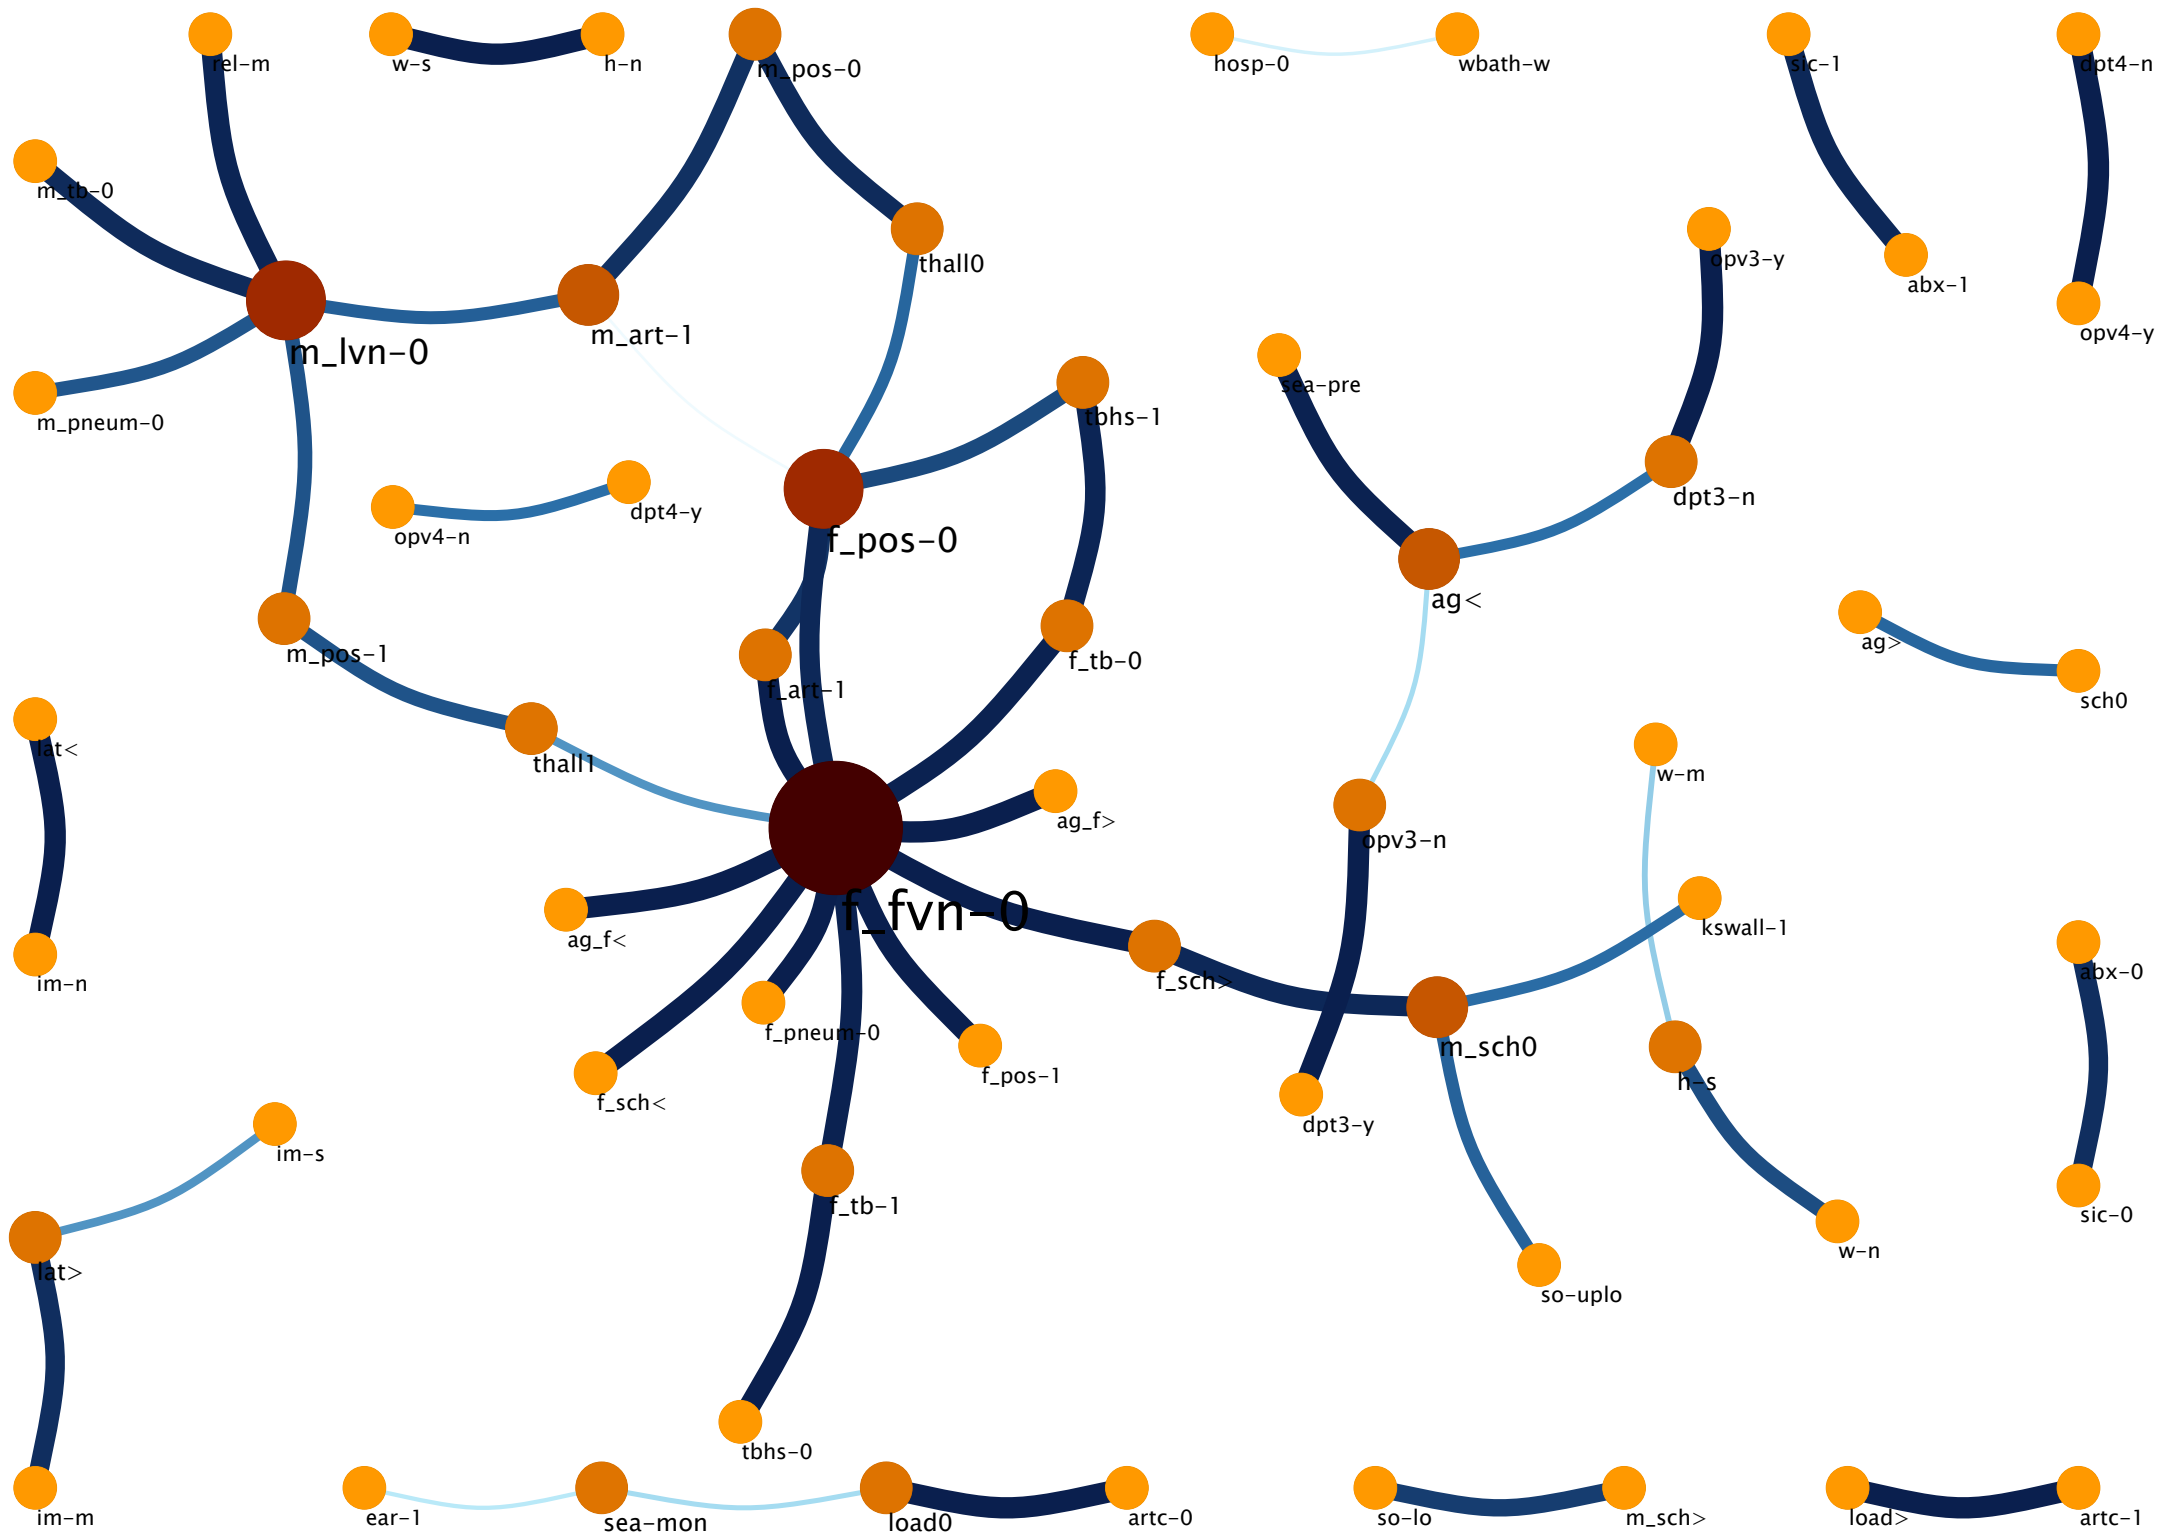 rel-m
w-s
h-n
m_pos-0
hosp-0
wbath-w
sic-1
dpt4-n
m_tb-0
thall0
opv3-y
abx-1
m_art-1
opv4-y
m_lvn-0
sea-pre
m_pneum-0
tbhs-1
dpt3-n
dpt4-y
opv4-n
f_pos-0
ag<
ag>
m_pos-1
f_tb-0
f_art-1
sch0
lat<
thall1
w-m
ag_f>
opv3-n
f_fvn-0
kswall-1
ag_f<
abx-0
im-n
f_sch>
f_pneum-0
m_sch0
f_pos-1
h-s
f_sch<
dpt3-y
im-s
f_tb-1
sic-0
w-n
lat>
so-uplo
tbhs-0
im-m
ear-1
sea-mon
load0
artc-0
so-lo
m_sch>
load>
artc-1